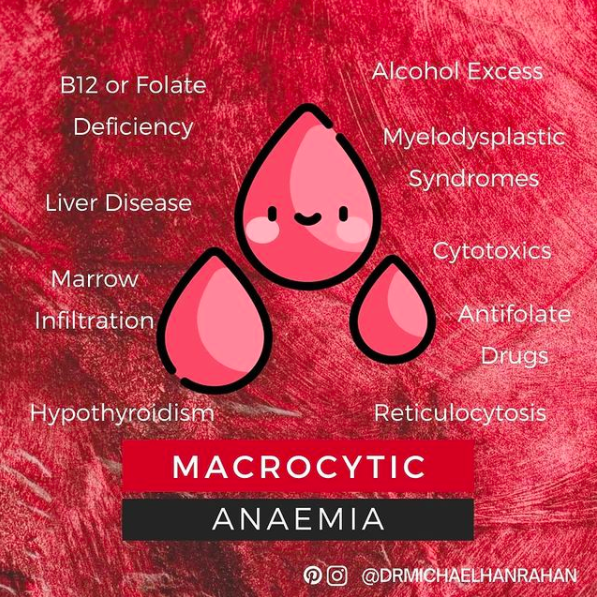 B12 or Folate
Deficiency
Liver Disease
Marrow
Infiltration
Hypothyroidism
Alcohol Excess
Myelodysplastic
Syndromes
Cytotoxics
Antifolate
Drugs
Reticulocytosis
MACROCYTIC
ANAEMIA
@DRMICHAELHANRAHAN